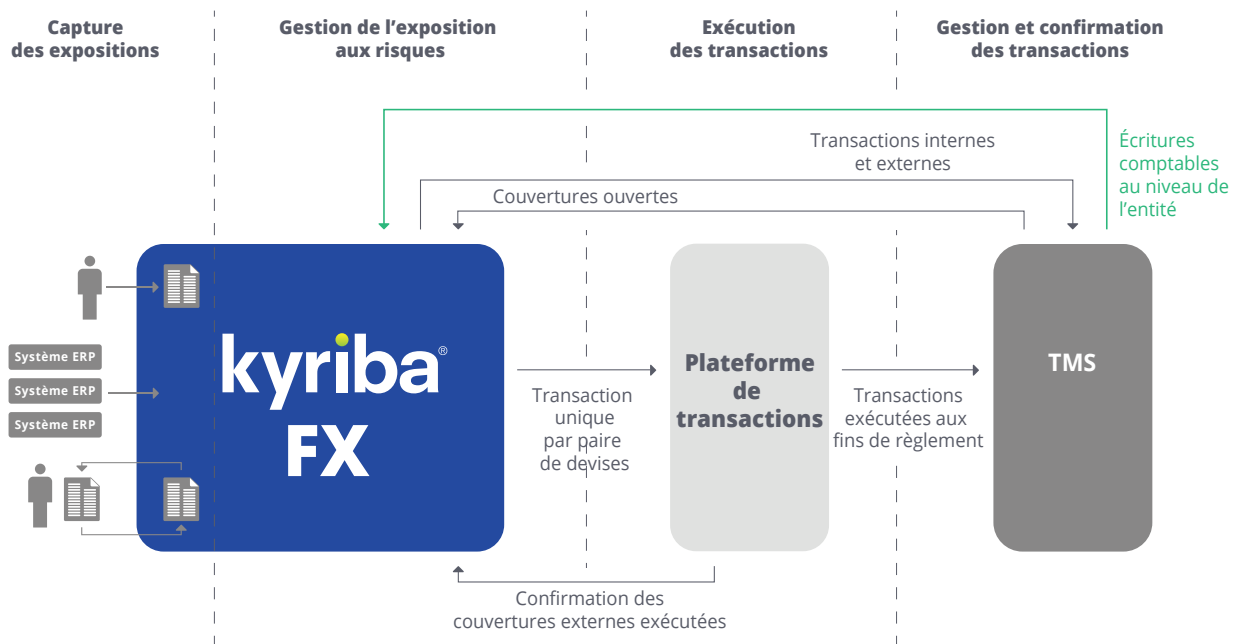 Capture
des expositions
Gestion de l’exposition
aux risques
Exécution
des transactions
Gestion et confirmation
des transactions
Transactions internes
et externes
Écritures
comptables
au niveau de
l’entité
Couvertures ouvertes
Système ERP
Système ERP
Système ERP
kyriba®
FX
Transaction
unique
par paire
de devises
Plateforme
de
transactions
Transactions
exécutées aux
fins de règlement
TMS
Confirmation des
couvertures externes exécutées